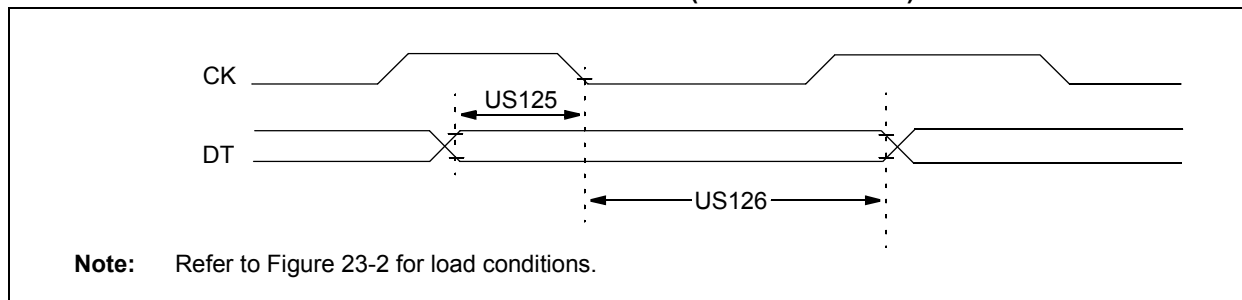 CK
US125
DT
US126
Note: Refer to Figure 23-2 for load conditions.